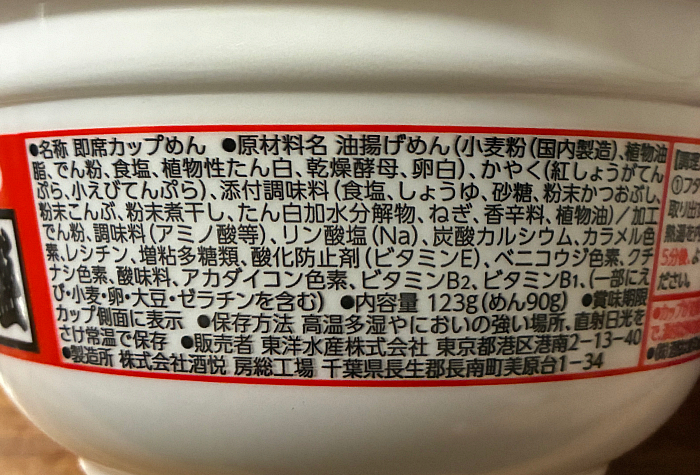 ●名称 即席カップめん ●原材料名 油揚げめん(小麦粉(国内製造)、植物油
脂、でん粉、食塩、植物性たん白、乾燥酵母、卵白)、かやく(紅しょうがてん
ぷら、小えびてんぷら)、添付調味料(食塩、しょうゆ、砂糖、粉末かつおぶし、
粉末こんぶ、粉末煮干し、たん白加水分解物、ねぎ、香辛料、植物油)/加工
でん粉、調味料(アミノ酸等)、リン酸塩(Na)、炭酸カルシウム、カラメル色
素、レシチン、増粘多糖類、酸化防止剤(ビタミンE)、ベニコウジ色素、クチ
ナシ色素、酸味料、アカダイコン色素、ビタミンB2、ビタミンB1、(一部にえ
び・小麦・卵・大豆・ゼラチンを含む) ●内容量 123g(めん90g) ●賞味期限
カップ側面に表示 ●保存方法 高温多湿やにおいの強い場所、直射日光を
さけ常温で保存 ●販売者 東洋水産株式会社 東京都港区港南2-13-40
●製造所 株式会社酒悦 房総工場 千葉県長生郡長南町美原台1-34
取り出
熱湯を
5分後、